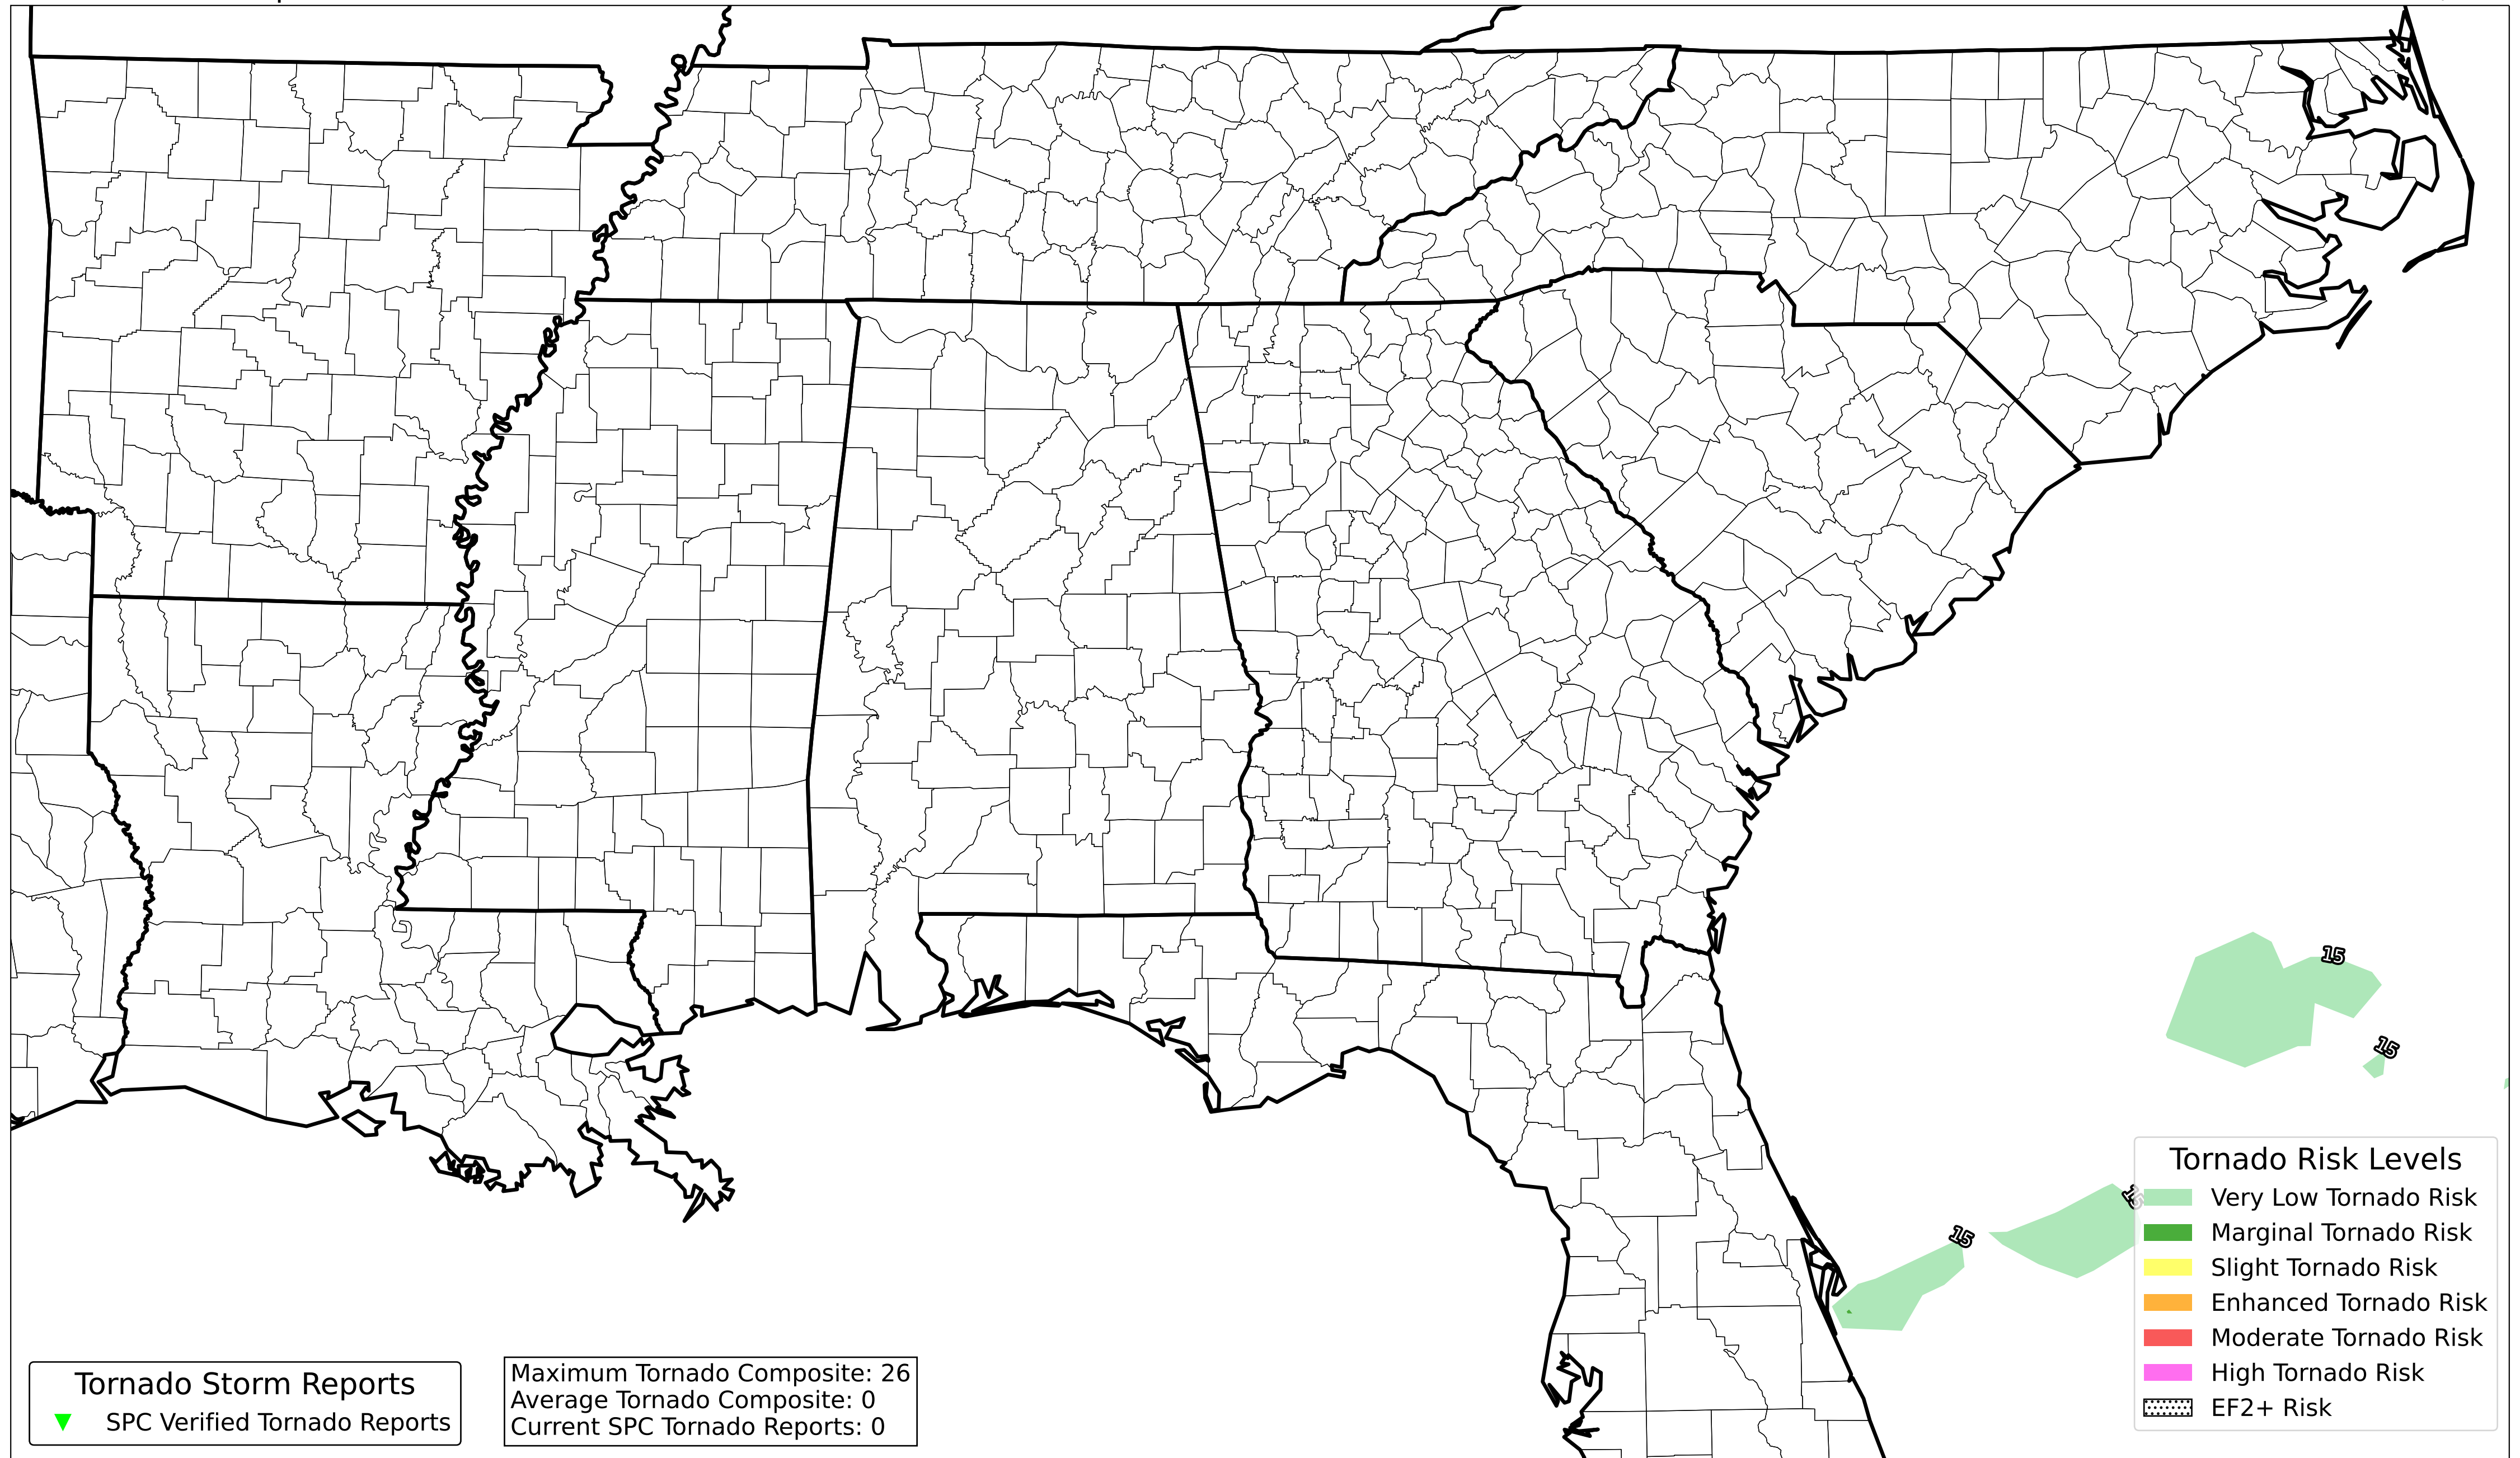 15
15
15
15
Tornado Risk Levels
Very Low Tornado Risk
Marginal Tornado Risk
Slight Tornado Risk
Enhanced Tornado Risk
Moderate Tornado Risk
High Tornado Risk
EF2+ Risk
Tornado Storm Reports
SPC Verified Tornado Reports
Maximum Tornado Composite: 26
Average Tornado Composite: 0
Current SPC Tornado Reports: 0